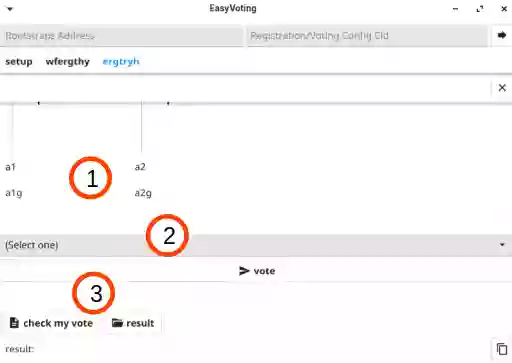 EasyVoting
Bootstrape Address Registration/Voting Config Cid
setup wfergthy ergtryh
a1 a2
1
a1g a2g
2
(Select one)
vote
3
check my vote result
result: